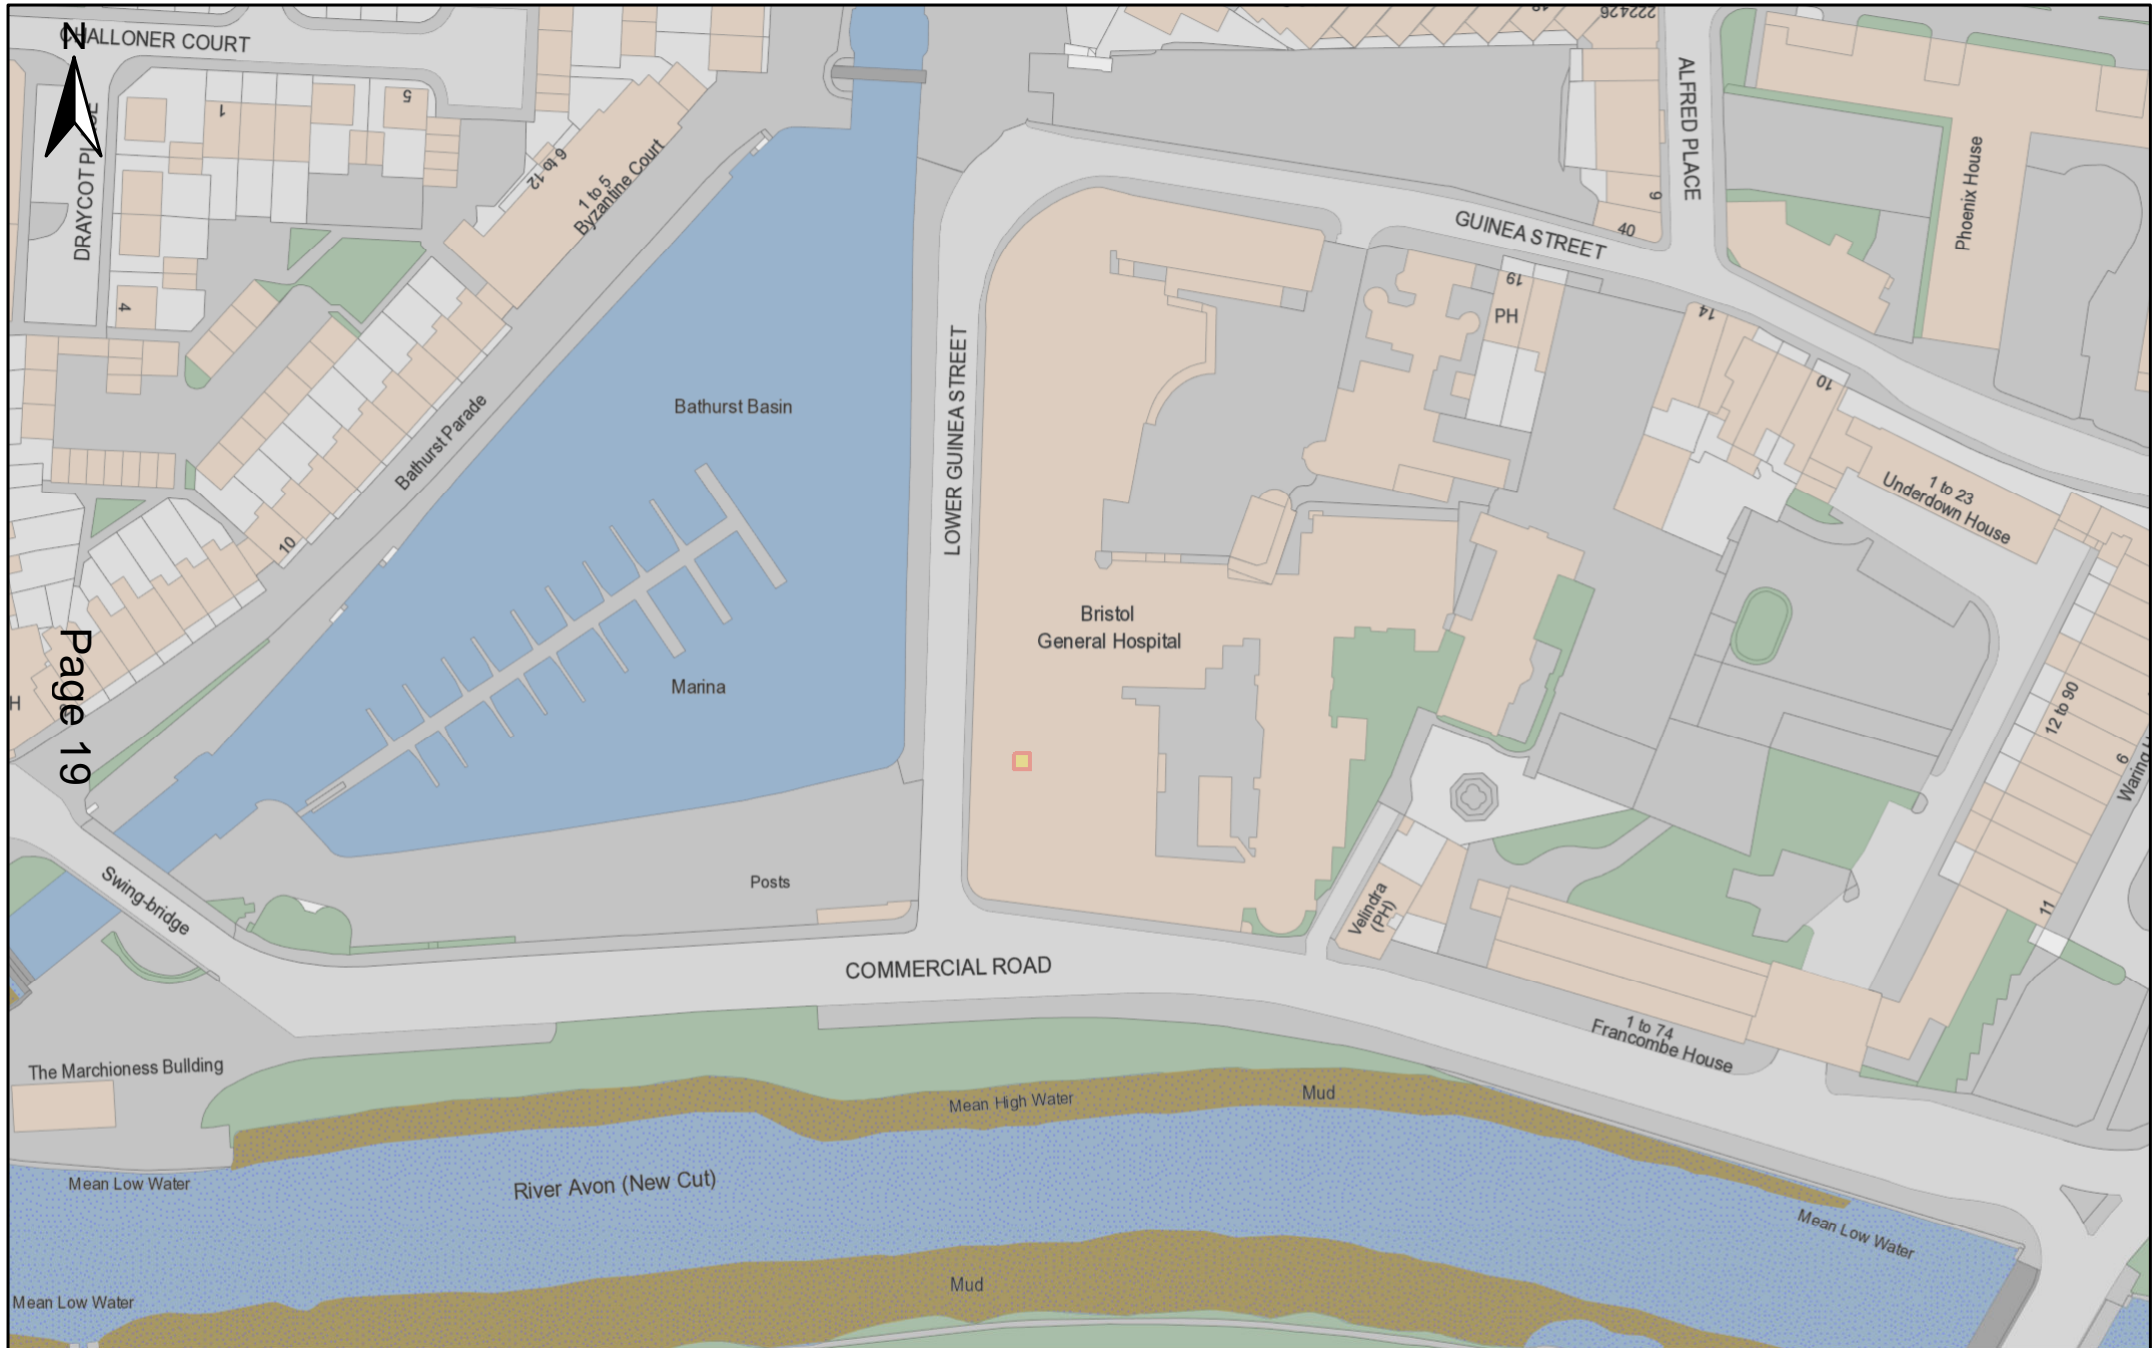 N
CHALLONER COURT
222426
ALFRED PLACE
5
1
DRAYCOT
6 to 12
1 to 5
Byzantine Court
Phoenix House
9
40
GUINEA STREET
4
19
PH
14
10
LOWER GUINEA STREET
Bathurst Basin
Bathurst Parade
1 to 23
Underdown House
10
Bristol
General Hospital
Page 19
H
Marina
12 to 90
6
Waring
Posts
Swing-bridge
Velindra
(PH)
11
COMMERCIAL ROAD
1 to 74
Francombe House
The Marchioness Building
Mean High Water
Mud
Mean Low Water
River Avon (New Cut)
Mean Low Water
Mud
Mean Low Water